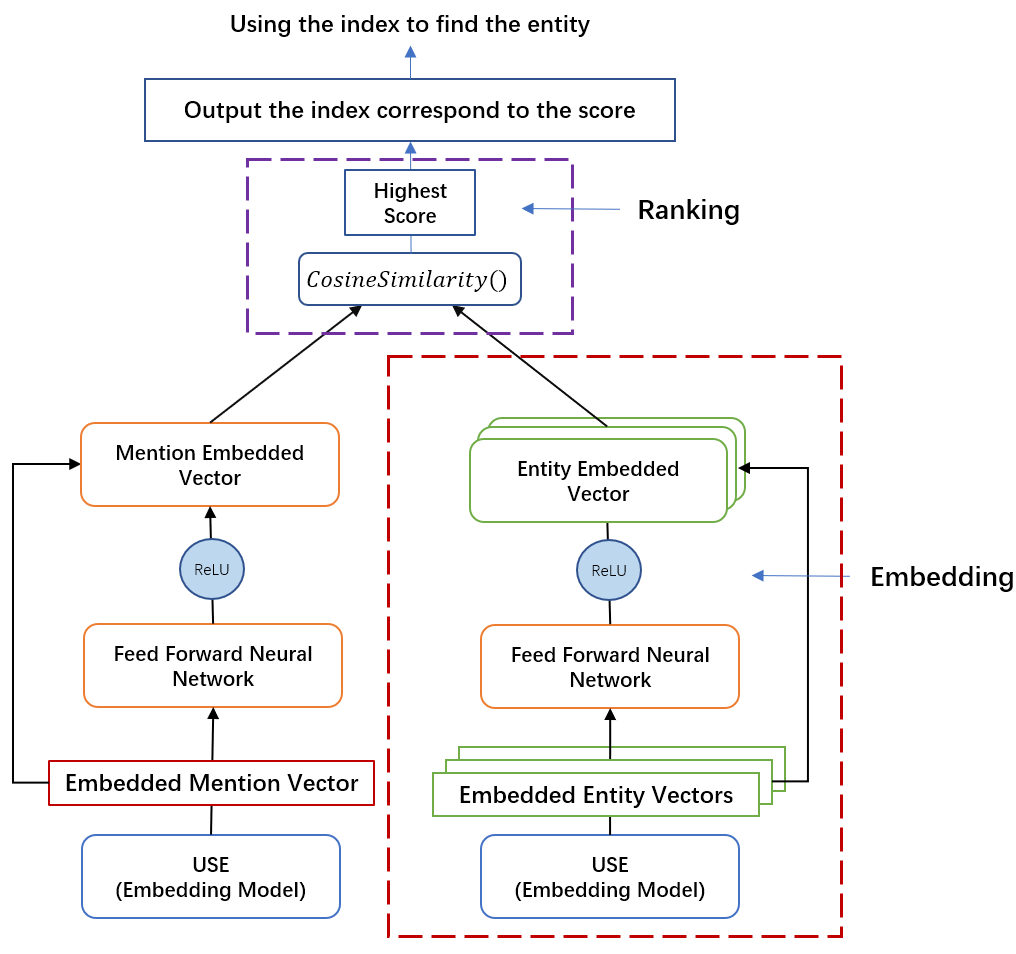 Using the index to find the entity
Output the index correspond to the score
Highest
Score
Ranking
CosineSimilarity()
Mention Embedded
Vector
Entity Embedded
Vector
ReLU
ReLU
Embedding
Feed Forward Neural
Network
Feed Forward Neural
Network
Embedded Mention Vector
Embedded Entity Vectors
USE
(Embedding Model)
USE
(Embedding Model)